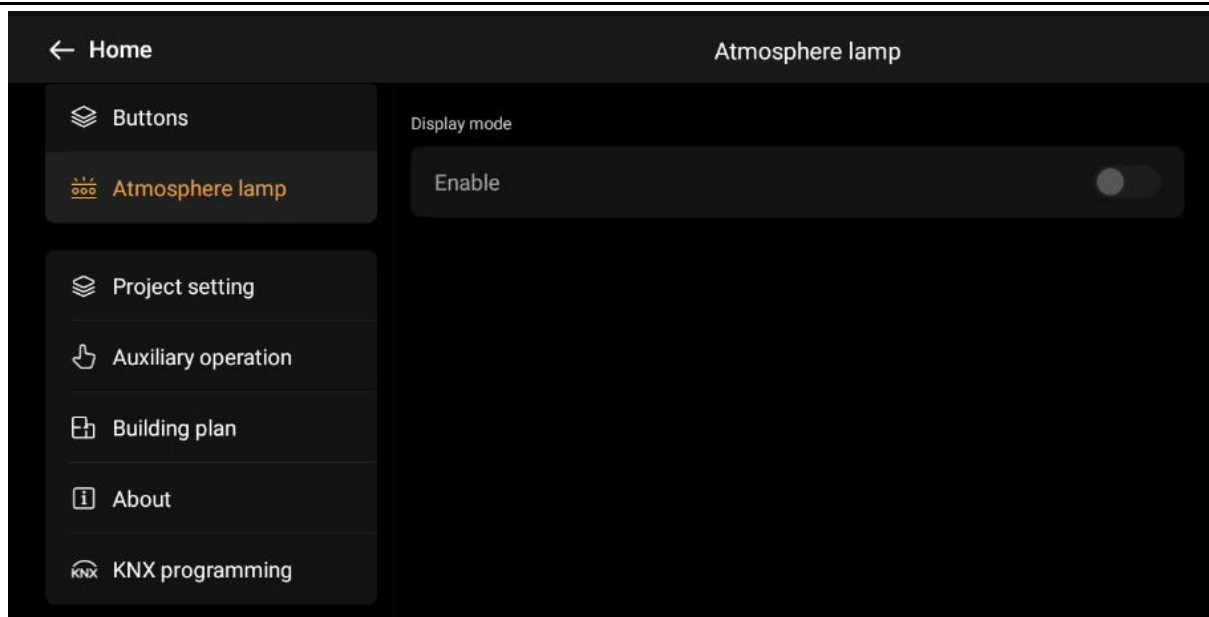 Home
Atmosphere lamp
Buttons
Atmosphere lamp
Project setting
Auxiliary operation
Building plan
About
KNX KNX programming
Display mode
Enable